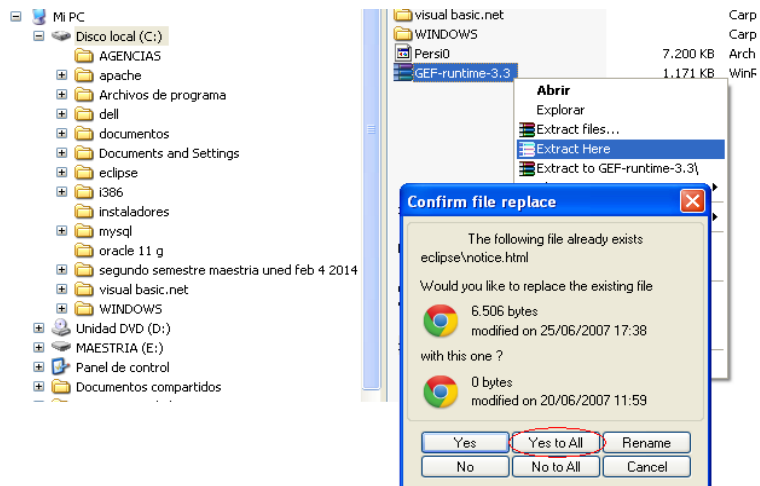 Mi PC
Disco local (C:)
AGENCIAS
apache
Archivos de programa
dell
documentos
Documents and Settings
eclipse
i386
instaladores
mysql
oracle 11 g
segundo semestre maestria uned feb 4 2014
visual basic.net
WINDOWS
Unidad DVD (D:)
MAESTRIA (E:)
Panel de control
Documentos compartidos
visual basic.net Carp
WINDOWS Carp
Persi0 7.200 KB Arch
GEF-runtime-3.3 1.171 KB WinR
Abrir
Explorar
Extract files...
Extract Here
Extract to GEF-runtime-3.3\
Confirm file replace
The following file already exists
eclipse\notice.html
Would you like to replace the existing file
6.506 bytes
modified on 25/06/2007 17:38
with this one ?
0 bytes
modified on 20/06/2007 11:59
Yes Yes to All Rename
No No to All Cancel